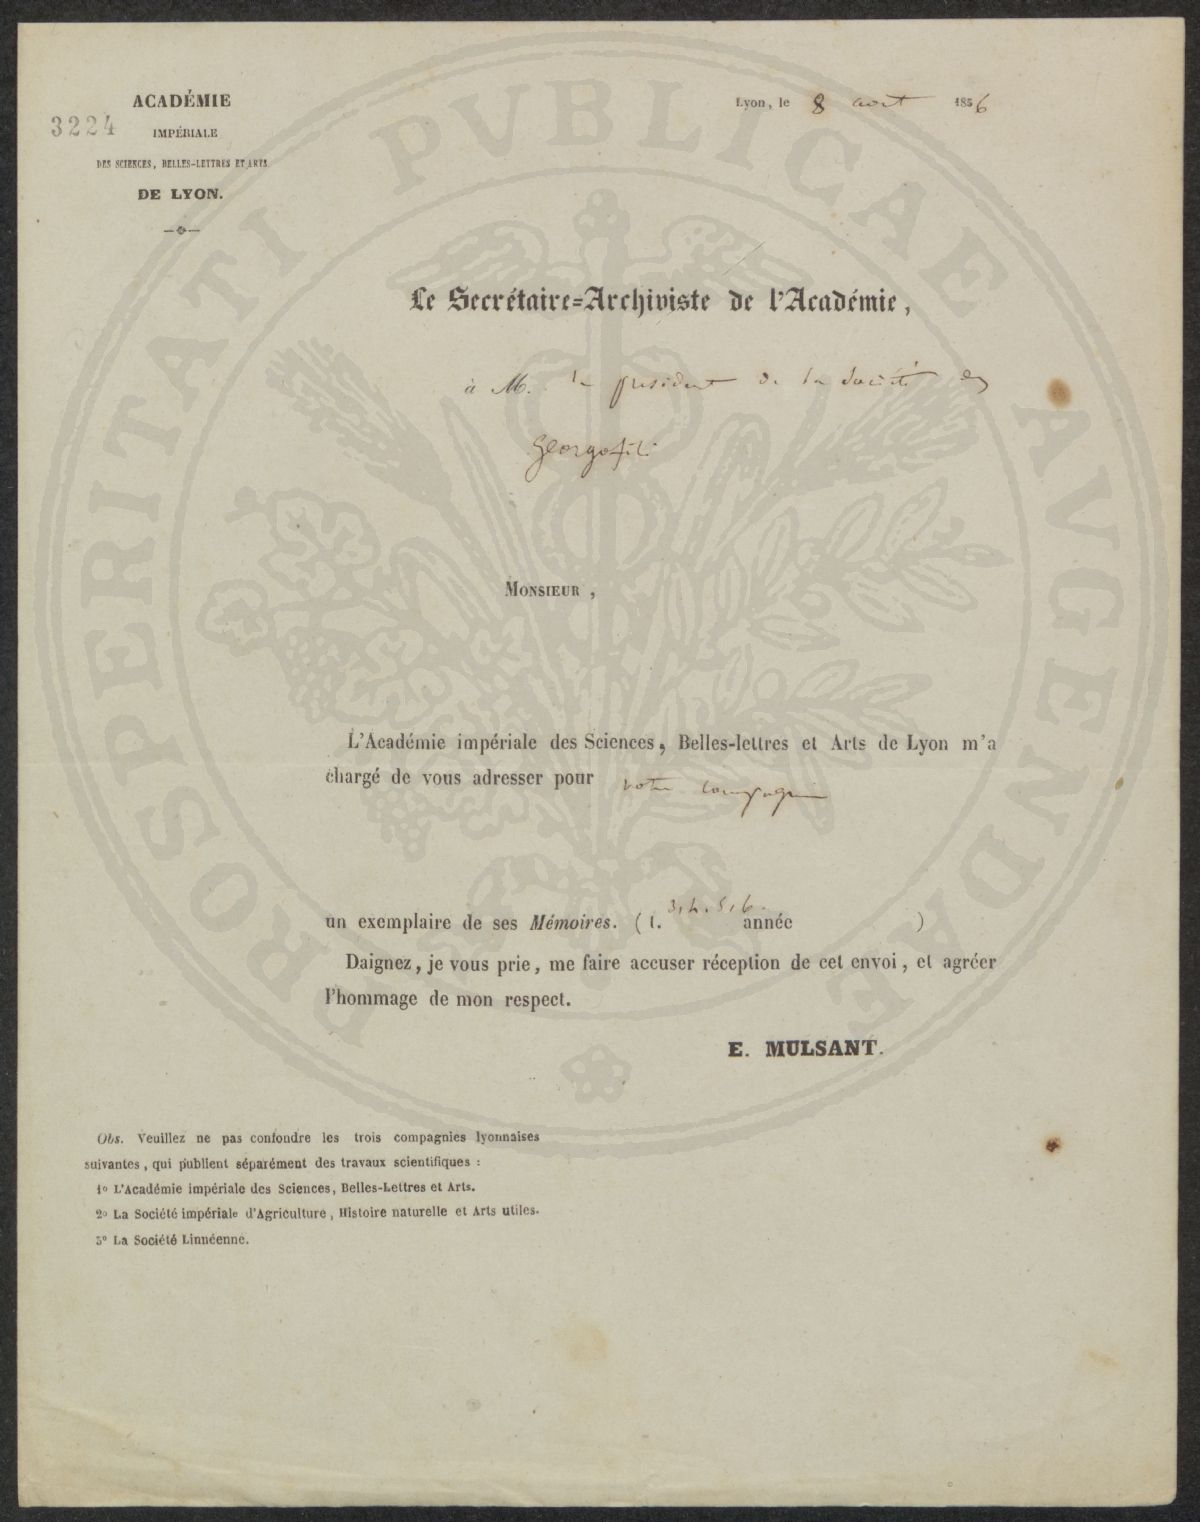 ACADÉMIE
3224
IMPÉRIALE
DES SCIENCES, BELLES-LETTRES ET ARTS
DE LYON.
Lyon, le 8 aout 1856
Le Secrétaire=Archiviste de l'Académie,
à M. le président de la Société des
Georgofili
MONSIEUR,
L'Académie impériale des Sciences, Belles-lettres et Arts de Lyon m'a
chargé de vous adresser pour votre compagnie
un exemplaire de ses Mémoires. (t. 3, 4, 5, 6. année )
Daignez, je vous prie, me faire accuser réception de cet envoi, et agréer
l'hommage de mon respect.
E. MULSANT.
Obs. Veuillez ne pas confondre les trois compagnies lyonnaises
suivantes, qui publient séparément des travaux scientifiques :
1º L'Académie impériale des Sciences, Belles-Lettres et Arts.
2º La Société impériale d'Agriculture, Histoire naturelle et Arts utiles.
3º La Société Linnéenne.
PROSPERITATI PVBLICAE AVGENDAE